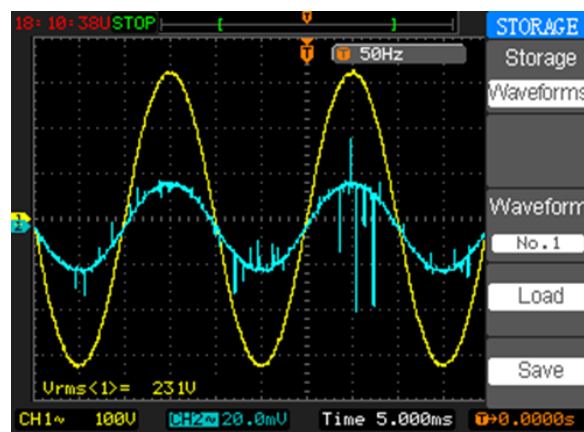 18:10:38U STOP T
STORAGE
T T 50Hz
Storage
Waveforms
1
2
Waveform
No.1
Load
Save
Vrms<1>= 231V
CH1~ 100V CH2~ 20.0mV Time 5.000ms T→0.0000s